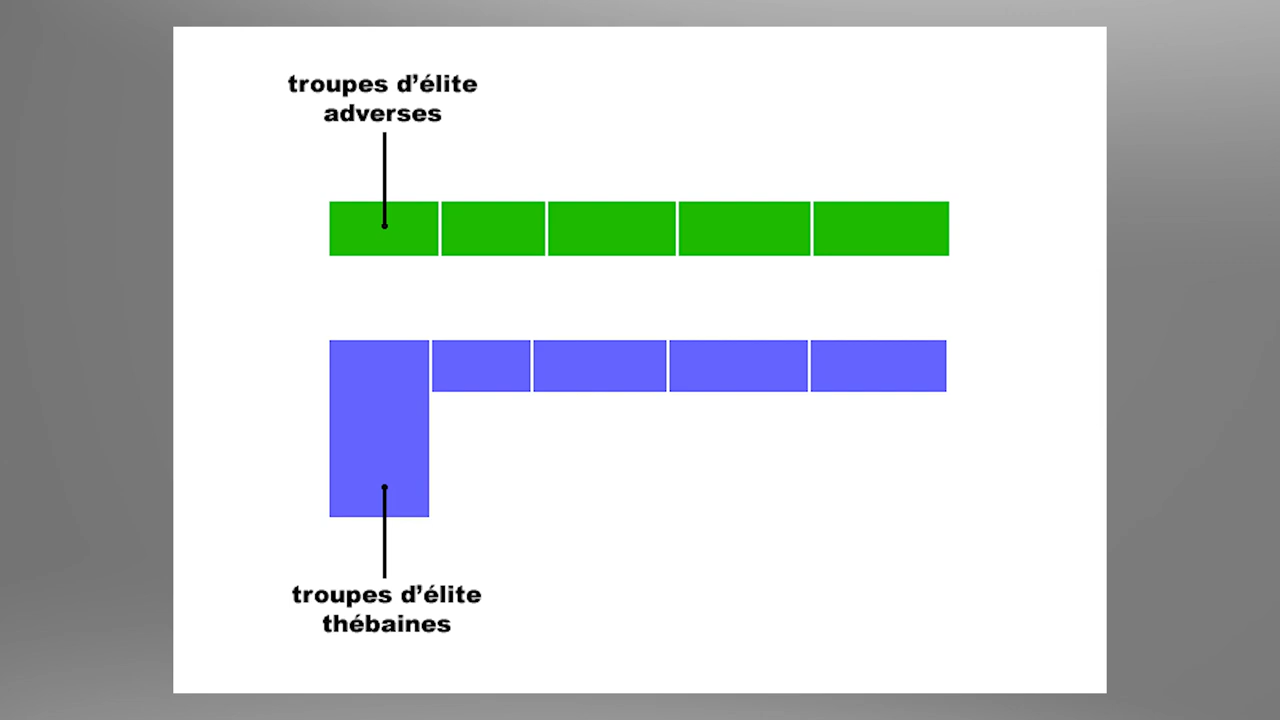 troupes d’élite
adverses
troupes d’élite
thébaines